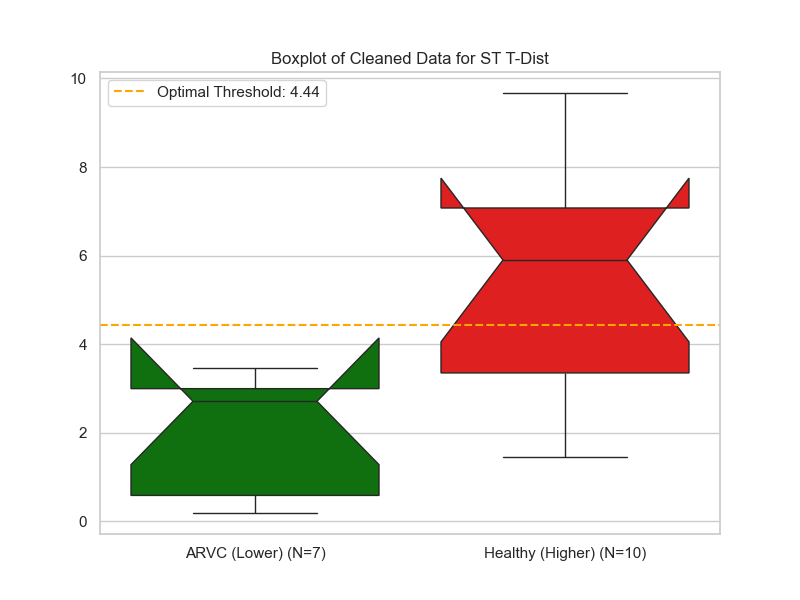 Boxplot of Cleaned Data for ST T-Dist
Optimal Threshold: 4.44
10
8
6
4
2
0
ARVC (Lower) (N=7)
Healthy (Higher) (N=10)